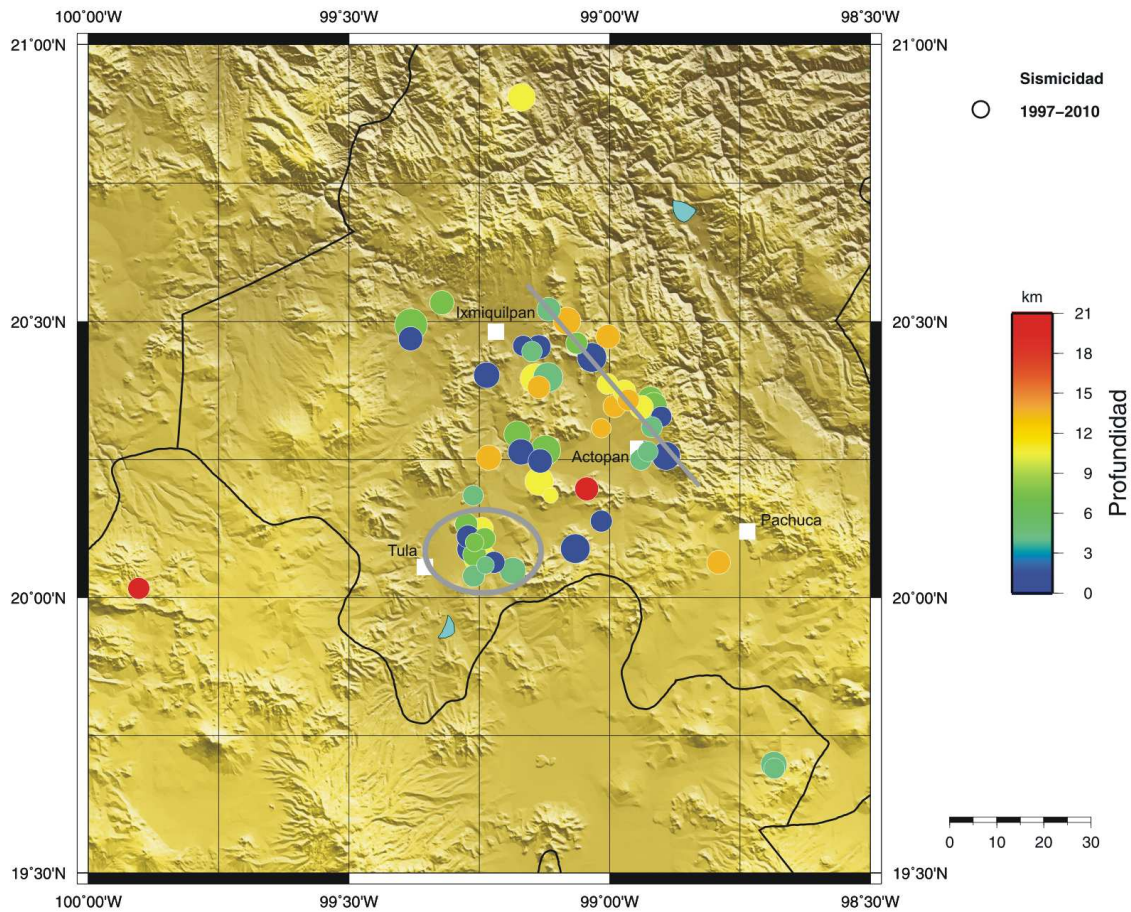 100˚00'W 99˚30'W 99˚00'W 98˚30'W
21˚00'N 21˚00'N
Sismicidad
1997−2010
Ixmiquilpan
20˚30'N 20˚30'N
km
21
18
15
12
9
6
3
0
Profundidad
Actopan
Pachuca
Tula
20˚00'N 20˚00'N
0 10 20 30
19˚30'N 19˚30'N
100˚00'W 99˚30'W 99˚00'W 98˚30'W